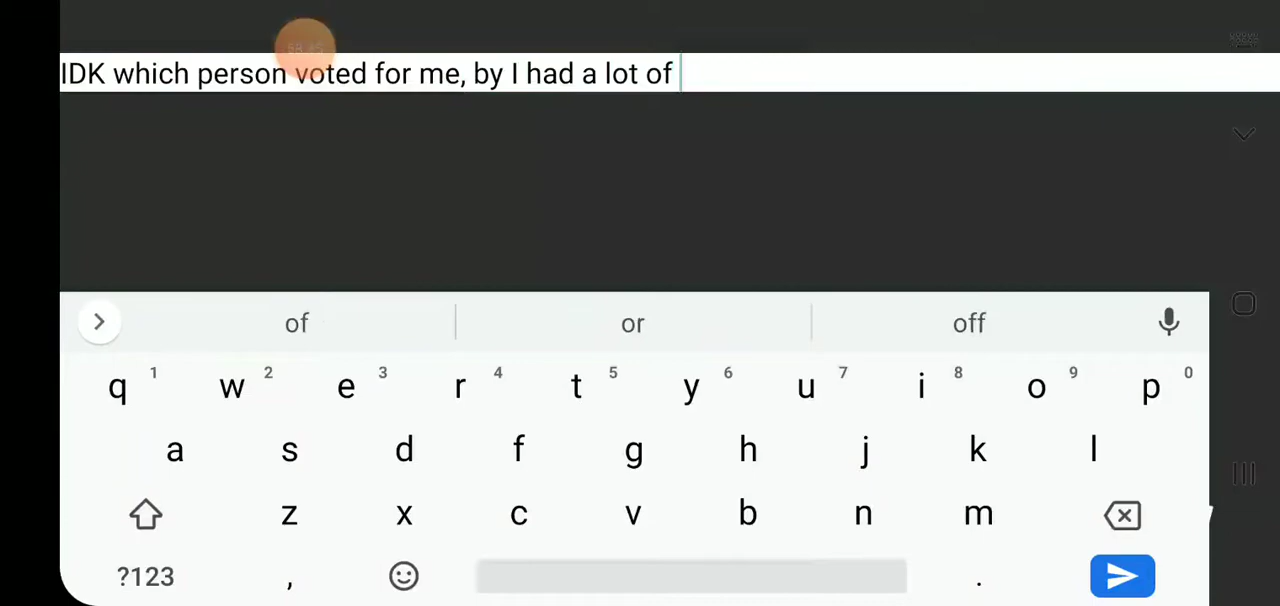 IDK which person voted for me, by I had a lot of
of or off
q 1 w 2 e 3 r 4 t 5 y 6 u 7 i 8 o 9 p 0
a s d f g h j k l
z x c v b n m
?123 , .